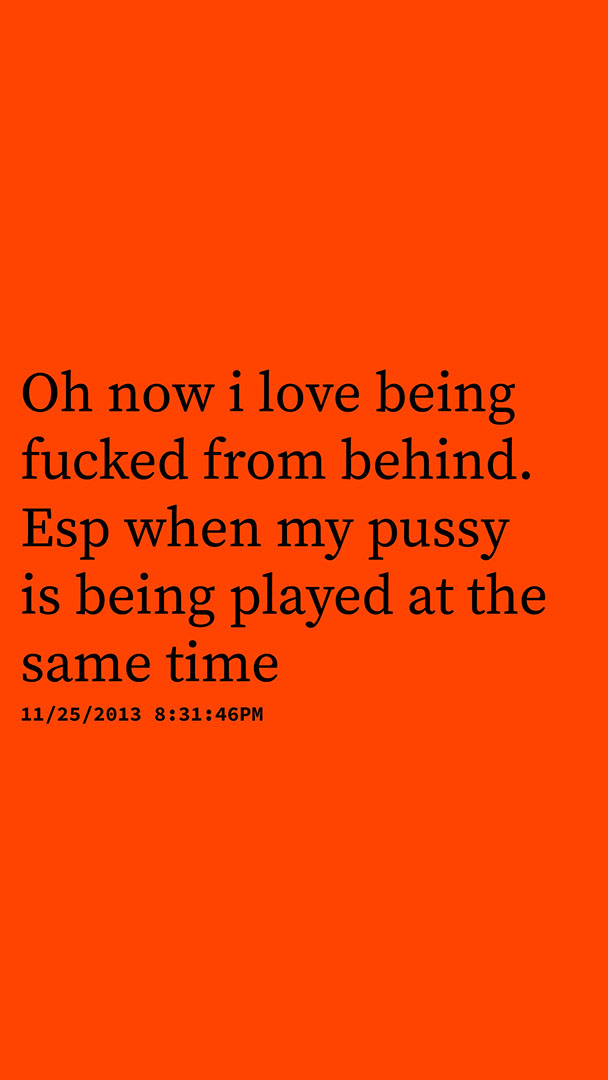 Oh now i love being
fucked from behind.
Esp when my pussy
is being played at the
same time
11/25/2013 8:31:46PM